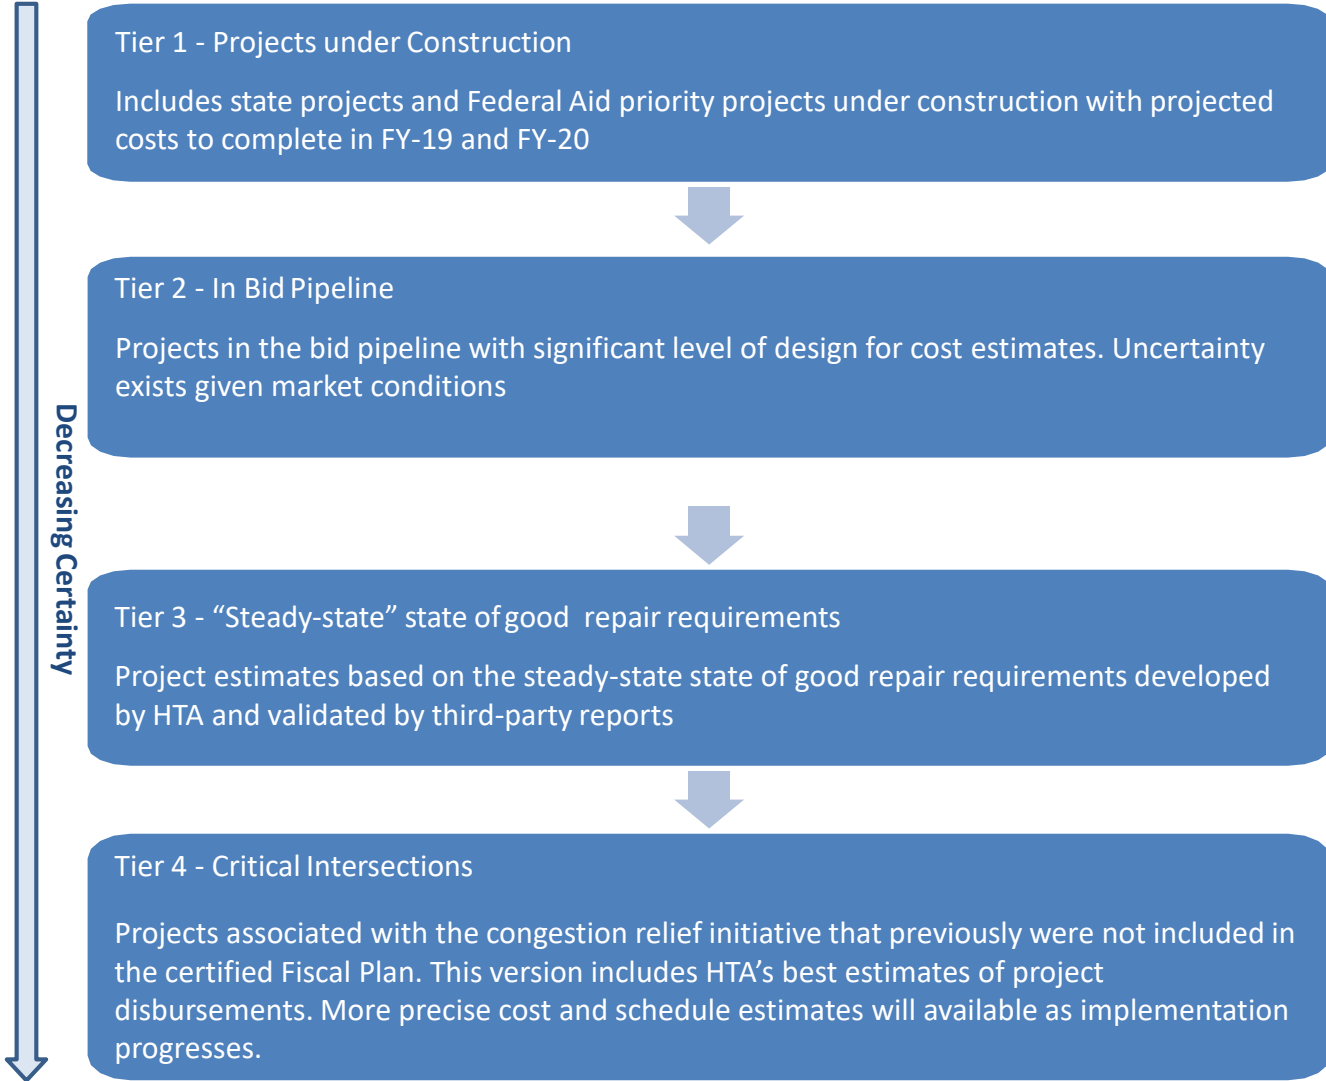 Tier 1 - Projects under Construction
Includes state projects and Federal Aid priority projects under construction with projected
costs to complete in FY-19 and FY-20
Tier 2 - In Bid Pipeline
Projects in the bid pipeline with significant level of design for cost estimates. Uncertainty
exists given market conditions
Decreasing Certainty
Tier 3 - “Steady-state” state of good repair requirements
Project estimates based on the steady-state state of good repair requirements developed
by HTA and validated by third-party reports
Tier 4 - Critical Intersections
Projects associated with the congestion relief initiative that previously were not included in
the certified Fiscal Plan. This version includes HTA’s best estimates of project
disbursements. More precise cost and schedule estimates will available as implementation
progresses.